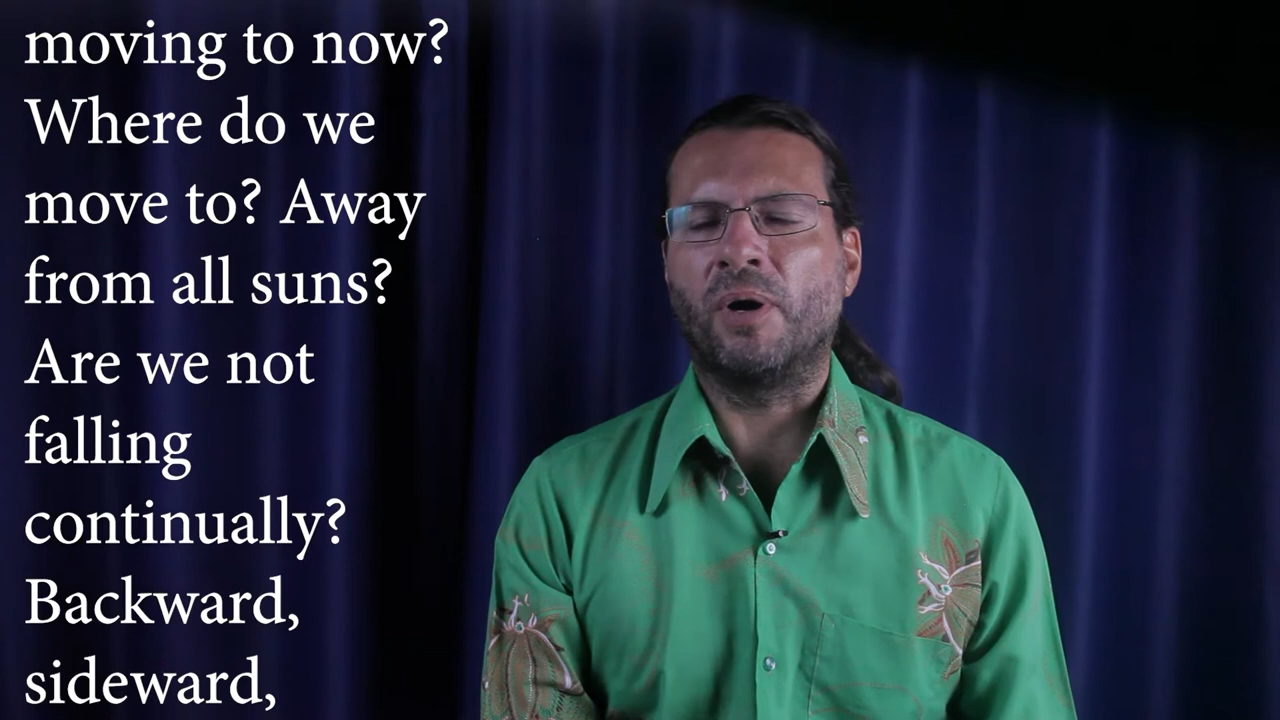 moving to now?
Where do we
move to? Away
from all suns?
Are we not
falling
continually?
Backward,
sideward,